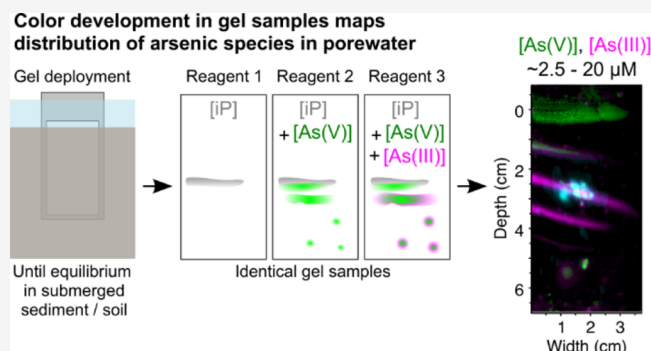 Color development in gel samples maps
distribution of arsenic species in porewater
Gel deployment
Until equilibrium
in submerged
sediment / soil
Reagent 1
Reagent 2
Reagent 3
[iP]
[iP]
+ [As(V)]
[iP]
+ [As(V)]
+ [As(III)]
Identical gel samples
[As(V)], [As(III)]
~2.5 - 20 μM
Depth (cm)
0
2
4
6
1 2 3
Width (cm)